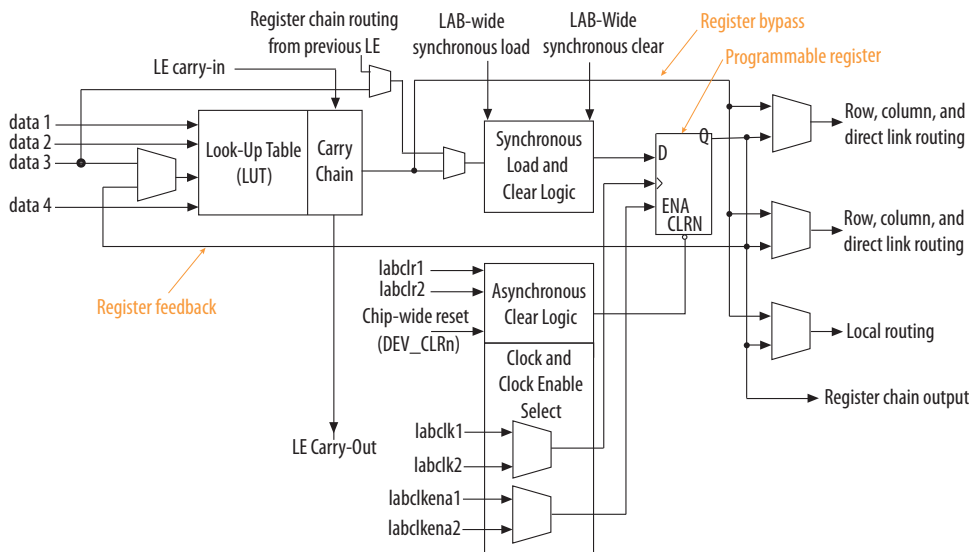 Register chain routing
from previous LE
LAB-wide
synchronous load
LAB-Wide
synchronous clear
Register bypass
Programmable register
LE carry-in
data 1
data 2
data 3
data 4
Look-Up Table
(LUT)
Carry
Chain
Synchronous
Load and
Clear Logic
D
Q
ENA
CLRN
Row, column, and
direct link routing
Row, column, and
direct link routing
Local routing
Register chain output
Register feedback
labclr1
labclr2
Chip-wide reset
(DEV_CLRn)
Asynchronous
Clear Logic
Clock and
Clock Enable
Select
labclk1
labclk2
labclkena1
labclkena2
LE Carry-Out